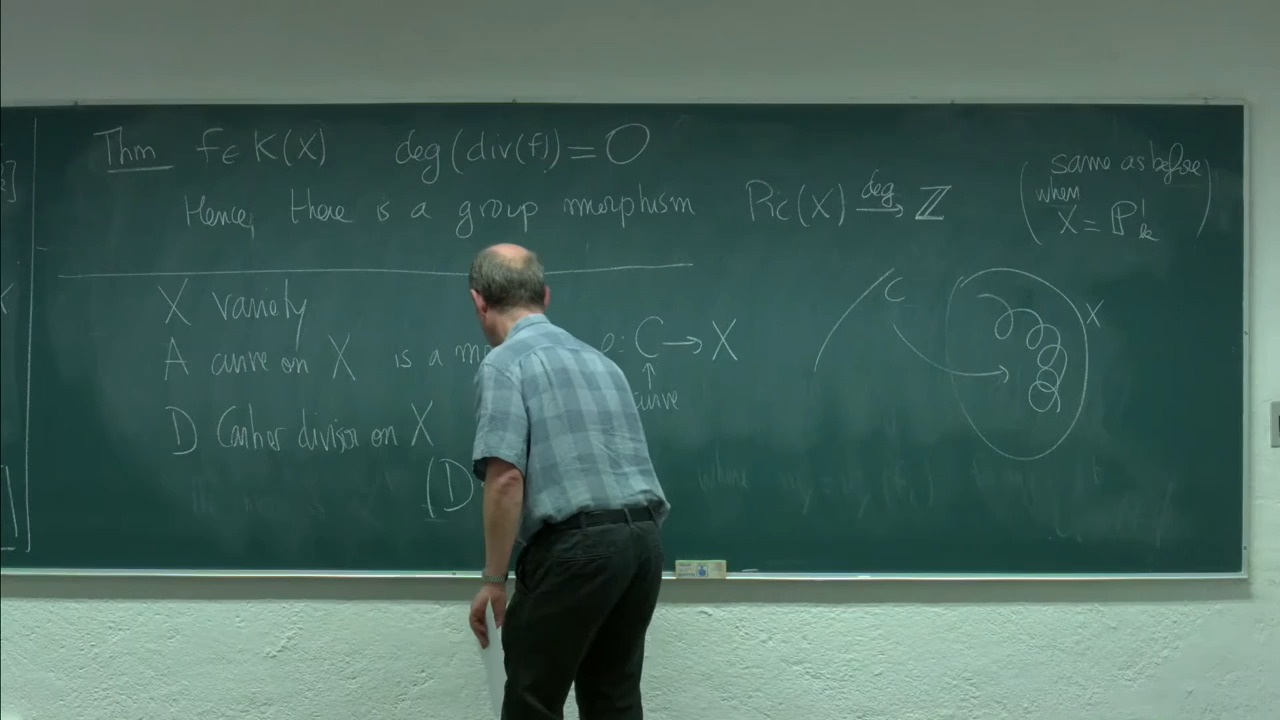 Thm f ∈ K(X) deg(div(f)) = 0
Hence, there is a group morphism Pic(X) →deg ℤ
(same as before
when
X = ℙ¹ₖ)
X variety
A curve on X is a : C → X
↑
curve
D Cartier divisor on X
(D
C
X